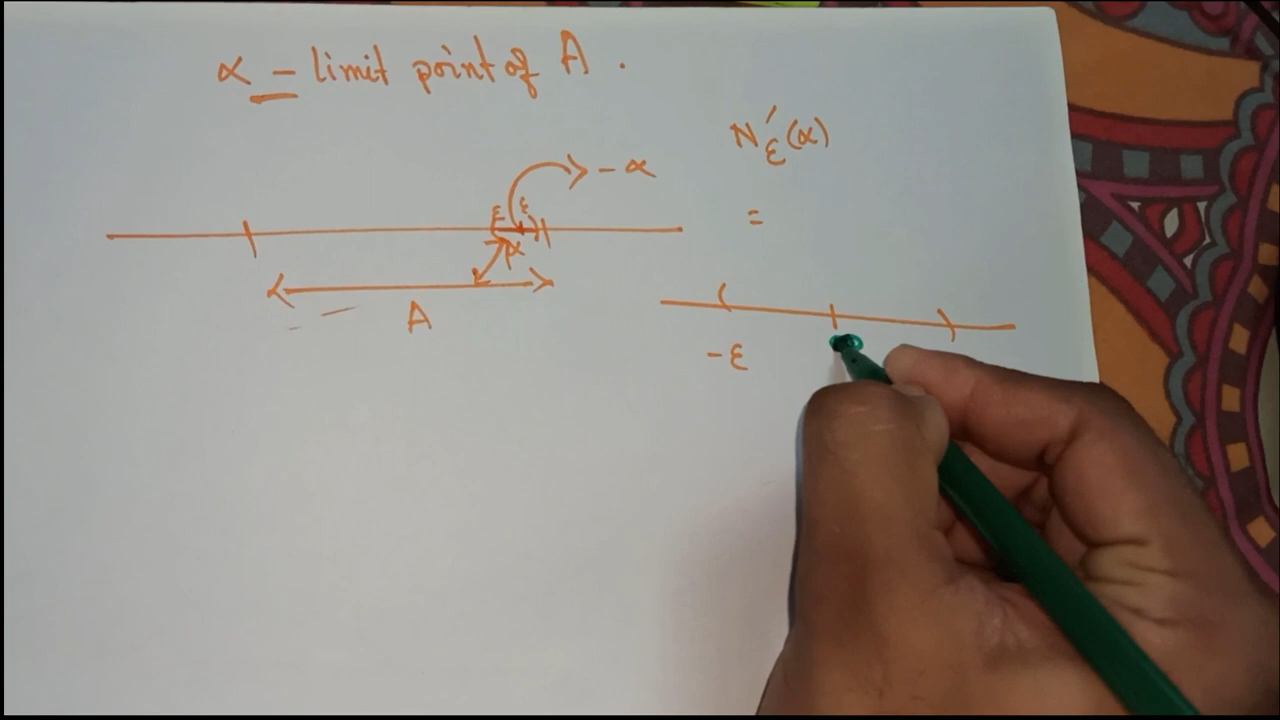 α – limit point of A .
N′ε(α)
– α
ε ε
=
α
A
-ε